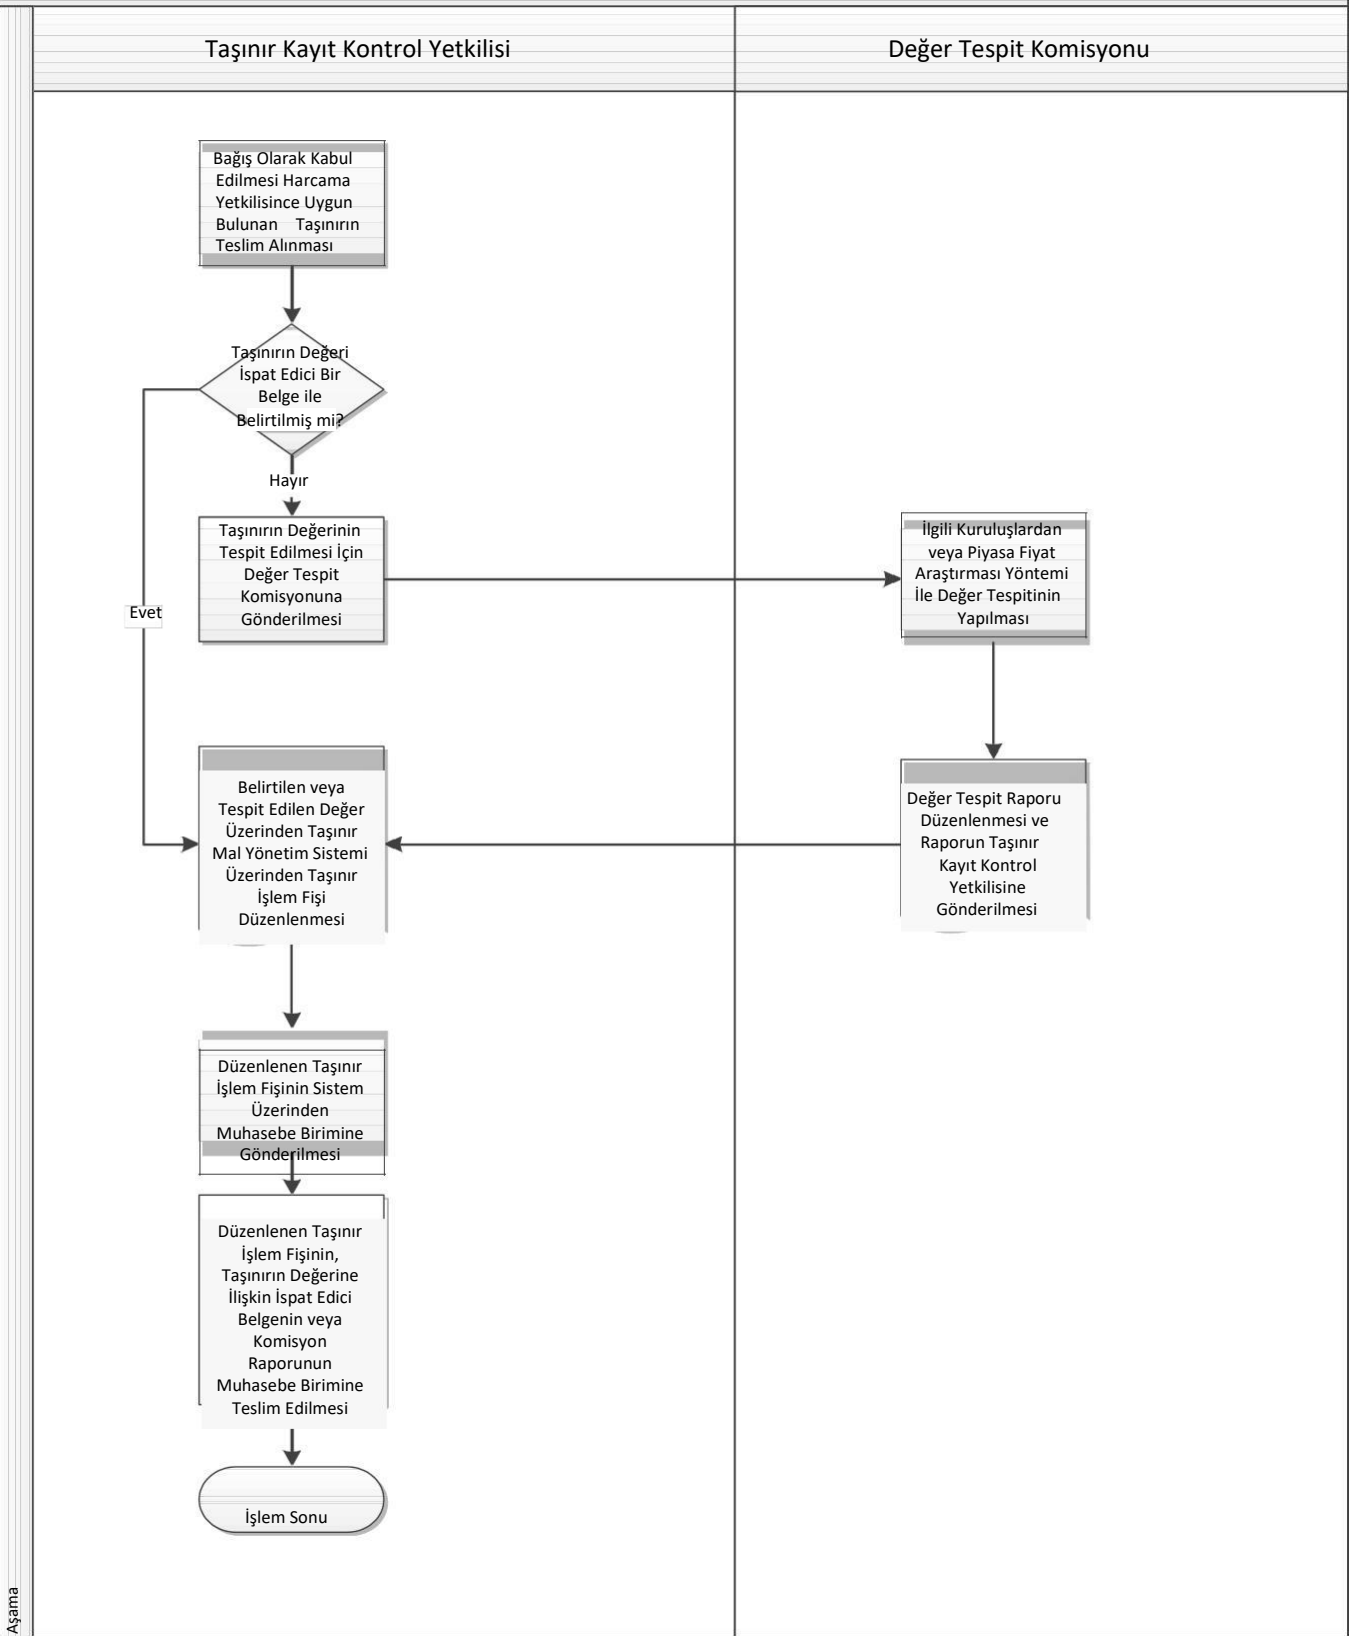 Taşınır Kayıt Kontrol Yetkilisi
Değer Tespit Komisyonu
Bağış Olarak Kabul
Edilmesi Harcama
Yetkilisince Uygun
Bulunan Taşınırın
Teslim Alınması
Taşınırın Değeri
İspat Edici Bir
Belge ile
Belirtilmiş mi?
Hayır
Evet
Taşınırın Değerinin
Tespit Edilmesi İçin
Değer Tespit
Komisyonuna
Gönderilmesi
İlgili Kuruluşlardan
veya Piyasa Fiyat
Araştırması Yöntemi
İle Değer Tespitinin
Yapılması
Değer Tespit Raporu
Düzenlenmesi ve
Raporun Taşınır
Kayıt Kontrol
Yetkilisine
Gönderilmesi
Belirtilen veya
Tespit Edilen Değer
Üzerinden Taşınır
Mal Yönetim Sistemi
Üzerinden Taşınır
İşlem Fişi
Düzenlenmesi
Düzenlenen Taşınır
İşlem Fişinin Sistem
Üzerinden
Muhasebe Birimine
Gönderilmesi
Düzenlenen Taşınır
İşlem Fişinin,
Taşınırın Değerine
İlişkin İspat Edici
Belgenin veya
Komisyon
Raporunun
Muhasebe Birimine
Teslim Edilmesi
İşlem Sonu
Aşama